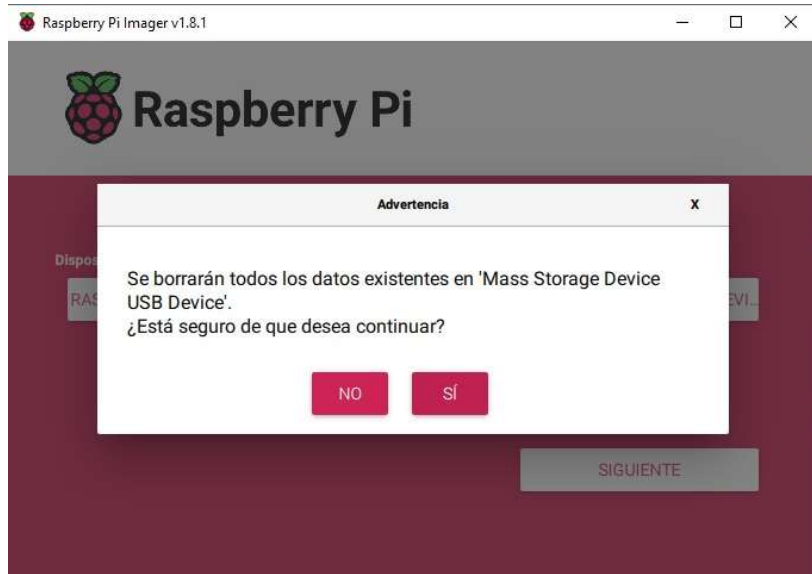 Raspberry Pi Imager v1.8.1
Raspberry Pi
Advertencia
X
Se borrarán todos los datos existentes en 'Mass Storage Device
USB Device'.
¿Está seguro de que desea continuar?
NO
SÍ
SIGUIENTE